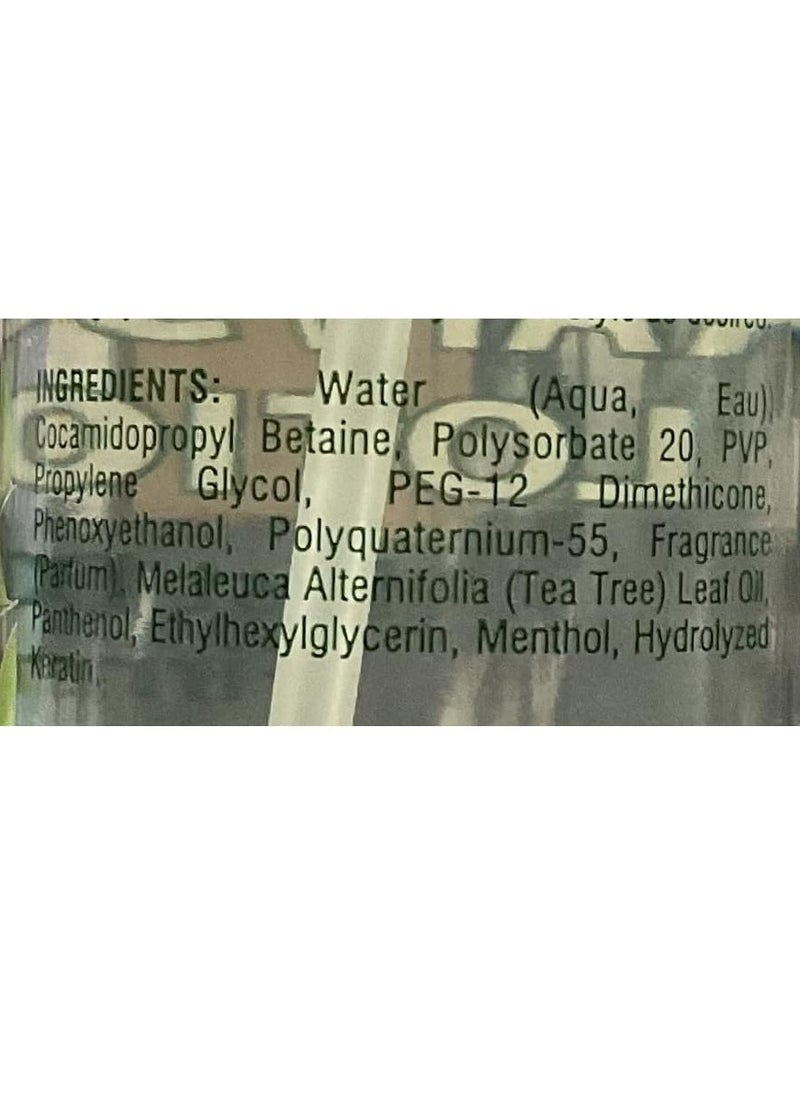 INGREDIENTS: Water (Aqua, Eau),
Cocamidopropyl Betaine, Polysorbate 20, PVP,
Propylene Glycol, PEG-12 Dimethicone,
Phenoxyethanol, Polyquaternium-55, Fragrance
(Parfum), Melaleuca Alternifolia (Tea Tree) Leaf Oil,
Panthenol, Ethylhexylglycerin, Menthol, Hydrolyzed
Keratin.